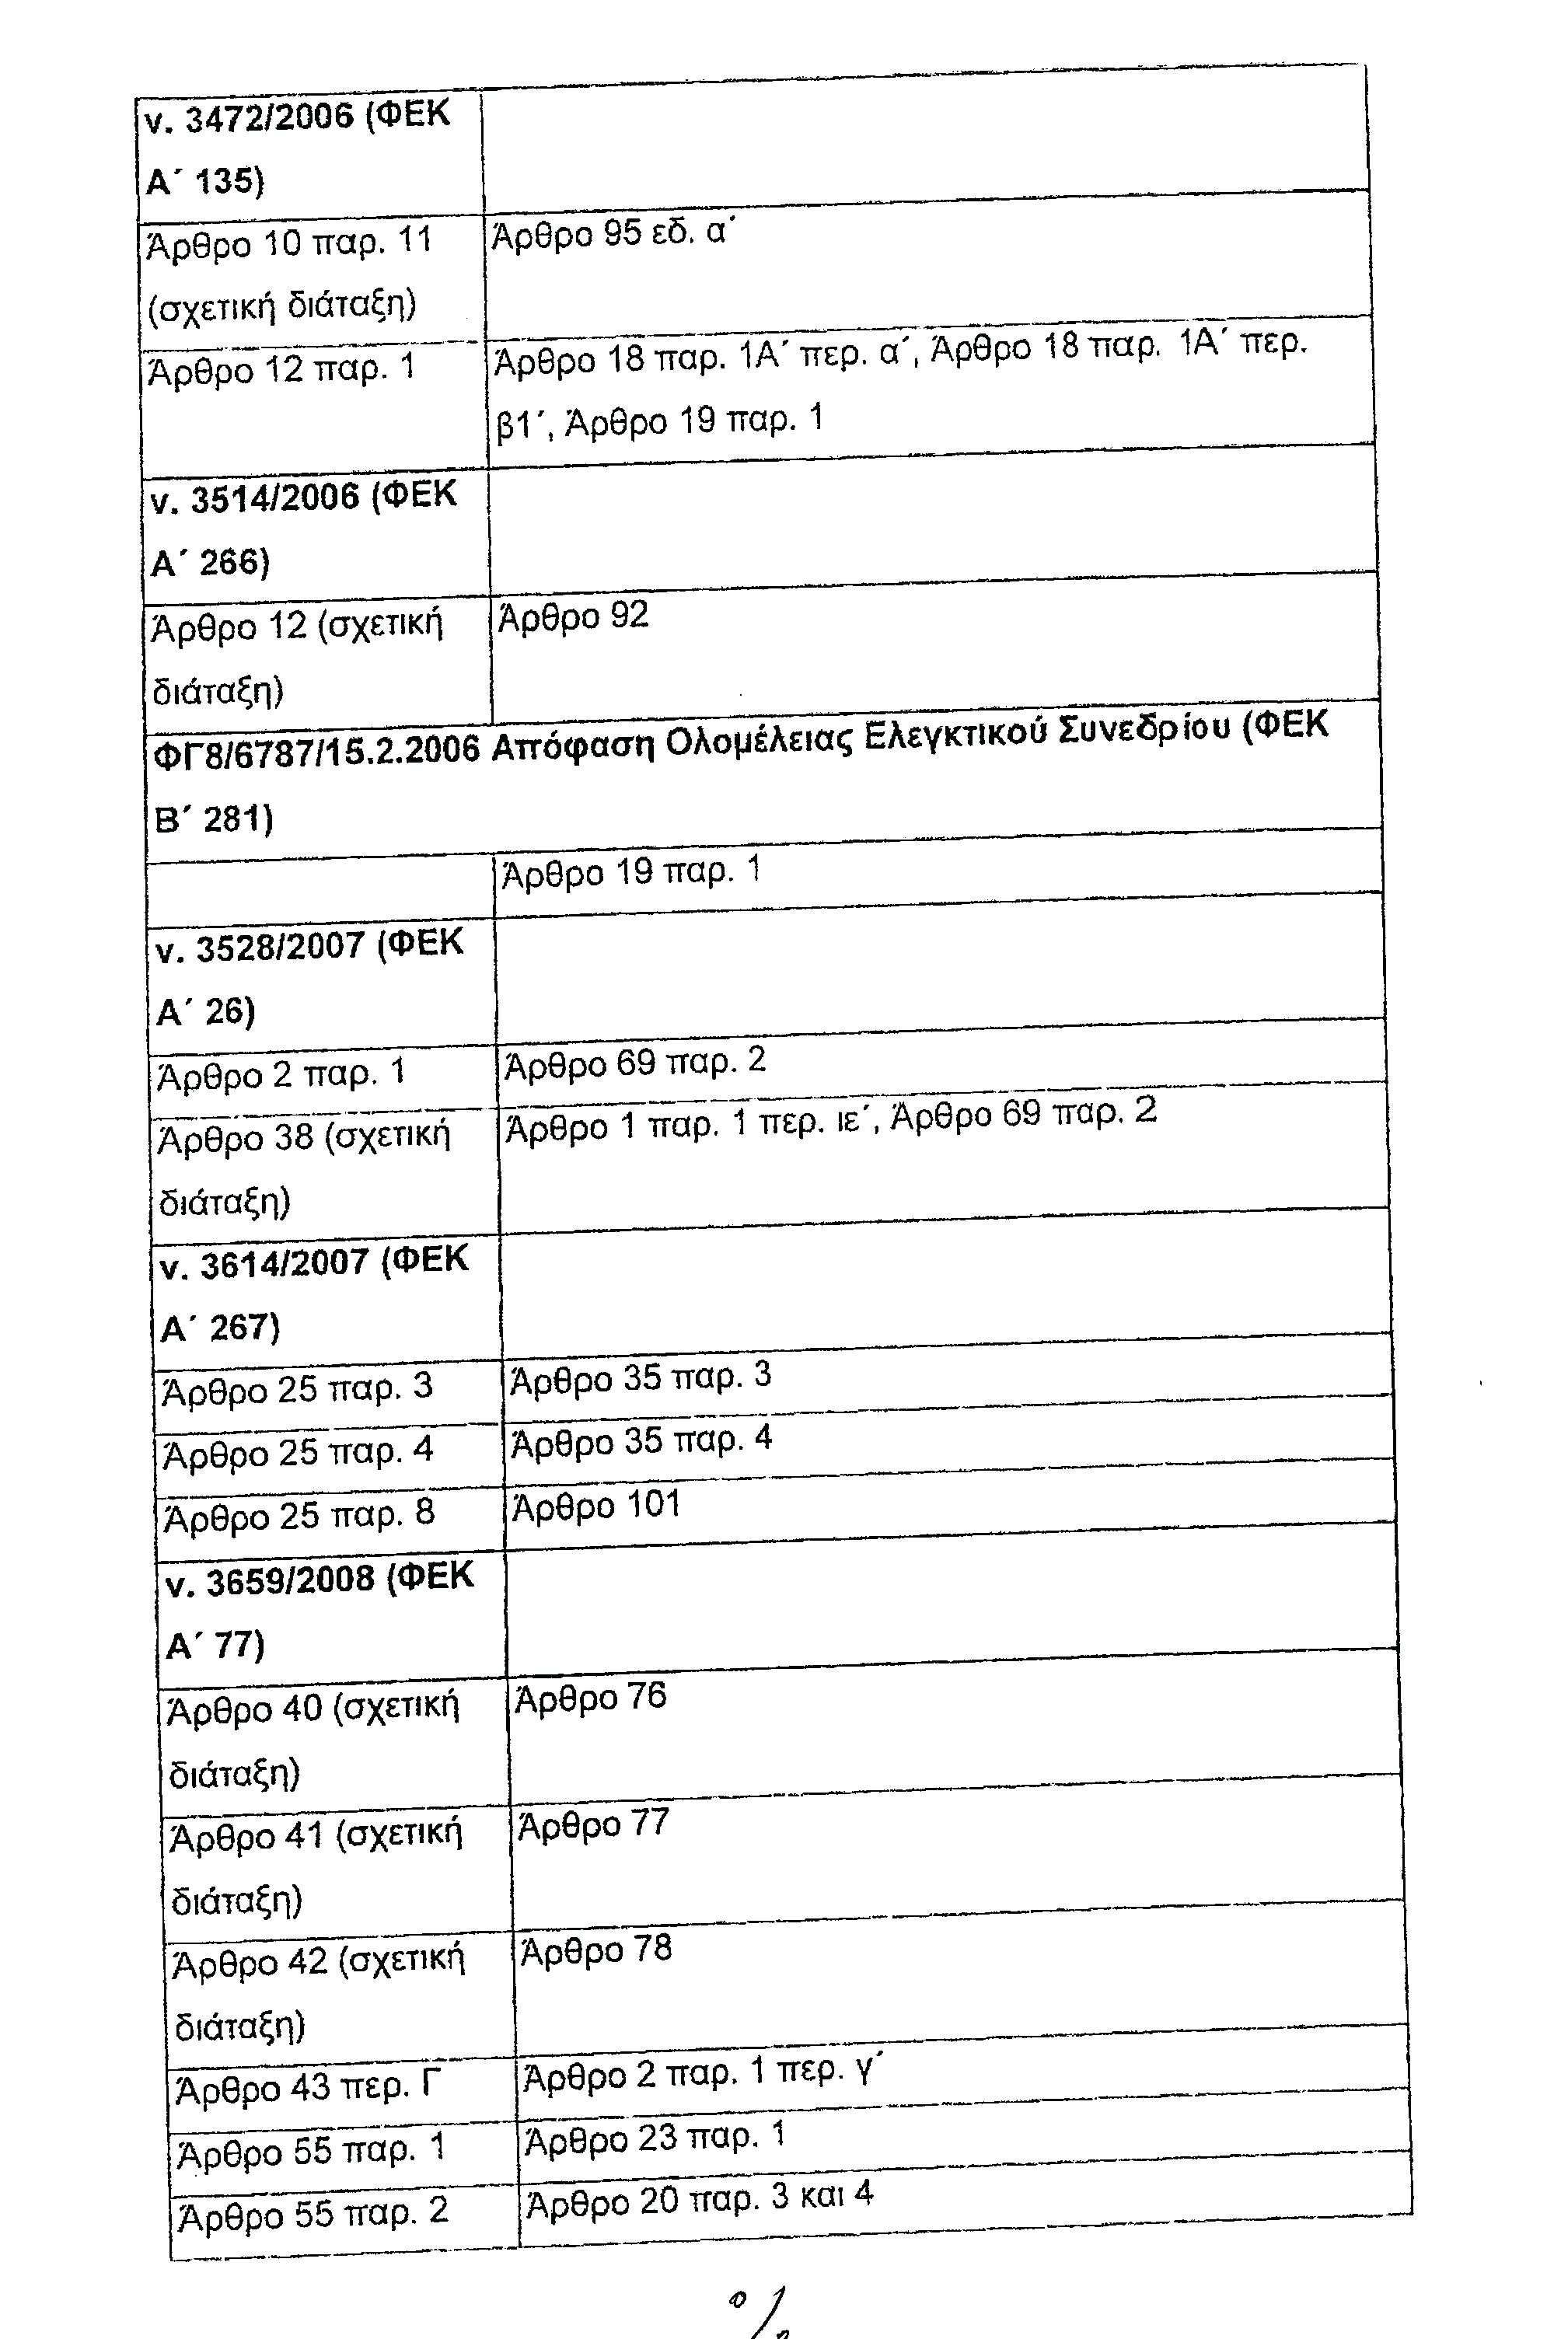 ν. 3472/2006 (ΦΕΚ
Α΄ 135)
Άρθρο 10 παρ. 11 Άρθρο 95 εδ. α΄
(σχετική διάταξη)
Άρθρο 12 παρ. 1 Άρθρο 18 παρ. 1Α΄ περ. α΄, Άρθρο 18 παρ. 1Α΄ περ.
β1΄, Άρθρο 19 παρ. 1
ν. 3514/2006 (ΦΕΚ
Α΄ 266)
Άρθρο 12 (σχετική Άρθρο 92
διάταξη)
ΦΓ8/6787/15.2.2006 Απόφαση Ολομέλειας Ελεγκτικού Συνεδρίου (ΦΕΚ
Β΄ 281)
Άρθρο 19 παρ. 1
ν. 3528/2007 (ΦΕΚ
Α΄ 26)
Άρθρο 2 παρ. 1 Άρθρο 69 παρ. 2
Άρθρο 38 (σχετική Άρθρο 1 παρ. 1 περ. ιε΄, Άρθρο 69 παρ. 2
διάταξη)
ν. 3614/2007 (ΦΕΚ
Α΄ 267)
Άρθρο 25 παρ. 3 Άρθρο 35 παρ. 3
Άρθρο 25 παρ. 4 Άρθρο 35 παρ. 4
Άρθρο 25 παρ. 8 Άρθρο 101
ν. 3659/2008 (ΦΕΚ
Α΄ 77)
Άρθρο 40 (σχετική Άρθρο 76
διάταξη)
Άρθρο 41 (σχετική Άρθρο 77
διάταξη)
Άρθρο 42 (σχετική Άρθρο 78
διάταξη)
Άρθρο 43 περ. Γ Άρθρο 2 παρ. 1 περ. γ΄
Άρθρο 55 παρ. 1 Άρθρο 23 παρ. 1
Άρθρο 55 παρ. 2 Άρθρο 20 παρ. 3 και 4